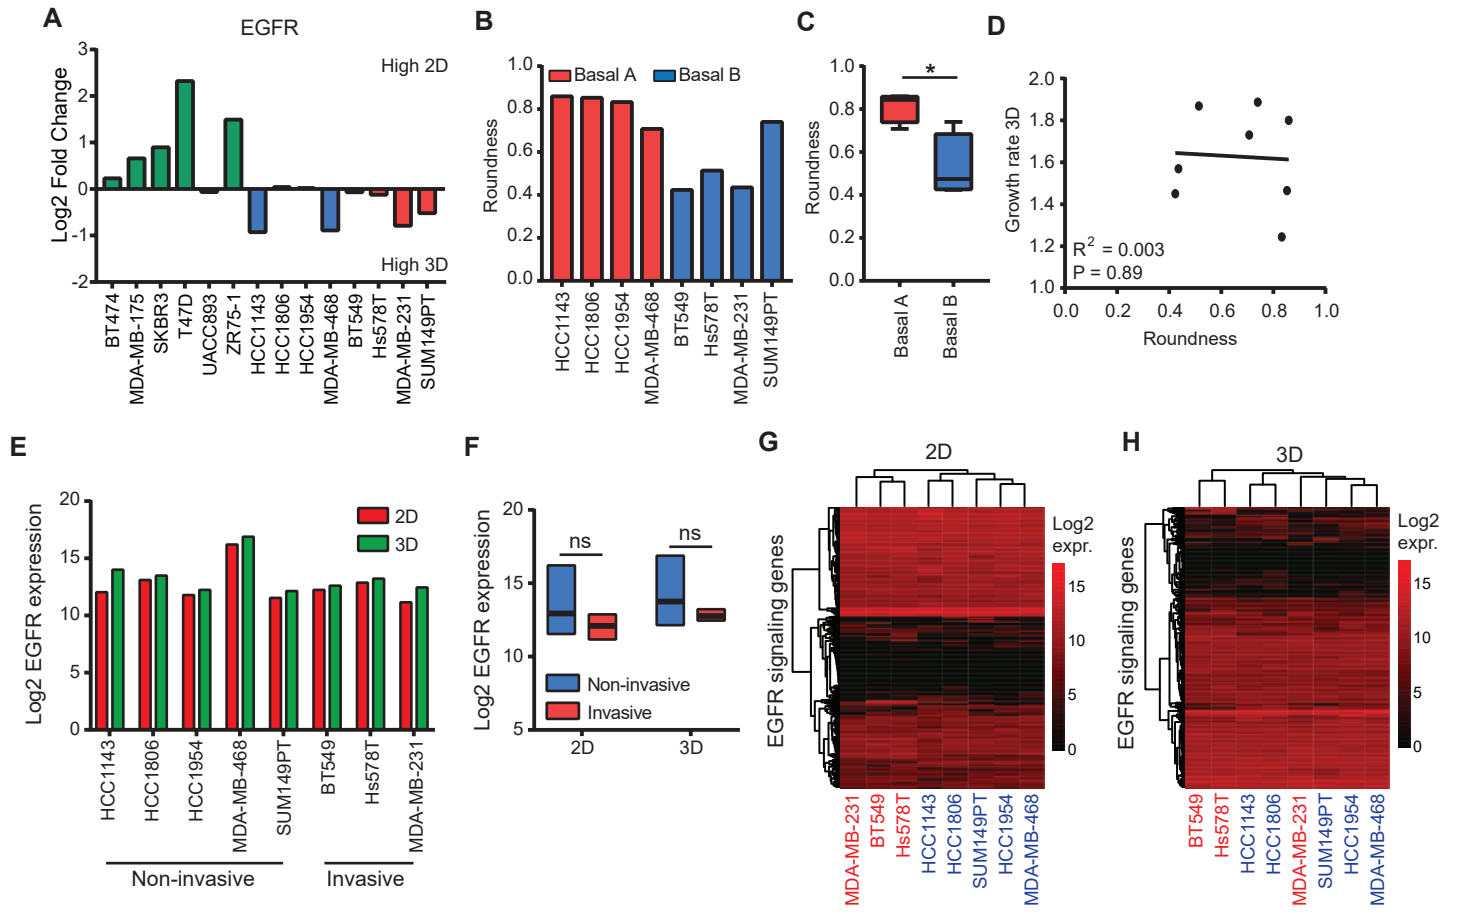 A
EGFR
Log2 Fold Change
3
2
1
0
-1
-2
High 2D
High 3D
BT474
MDA-MB-175
SKBR3
T47D
UACC893
ZR75-1
HCC1143
HCC1806
HCC1954
MDA-MB-468
BT549
Hs578T
MDA-MB-231
SUM149PT
B
Roundness
1.0
0.8
0.6
0.4
0.2
0.0
Basal A
Basal B
HCC1143
HCC1806
HCC1954
MDA-MB-468
BT549
Hs578T
MDA-MB-231
SUM149PT
C
Roundness
1.0
0.8
0.6
0.4
0.2
0.0
*
Basal A
Basal B
D
Growth rate 3D
2.0
1.8
1.6
1.4
1.2
1.0
R2 = 0.003
P = 0.89
0.0
0.2
0.4
0.6
0.8
1.0
Roundness
E
Log2 EGFR expression
20
15
10
5
0
2D
3D
HCC1143
HCC1806
HCC1954
MDA-MB-468
SUM149PT
BT549
Hs578T
MDA-MB-231
Non-invasive
Invasive
F
Log2 EGFR expression
20
15
10
5
ns
ns
Non-invasive
Invasive
2D
3D
G
2D
EGFR signaling genes
Log2
expr.
15
10
5
0
MDA-MB-231
BT549
Hs578T
HCC1143
HCC1806
SUM149PT
HCC1954
MDA-MB-468
H
3D
EGFR signaling genes
Log2
expr.
15
10
5
0
BT549
Hs578T
HCC1143
HCC1806
MDA-MB-231
SUM149PT
HCC1954
MDA-MB-468